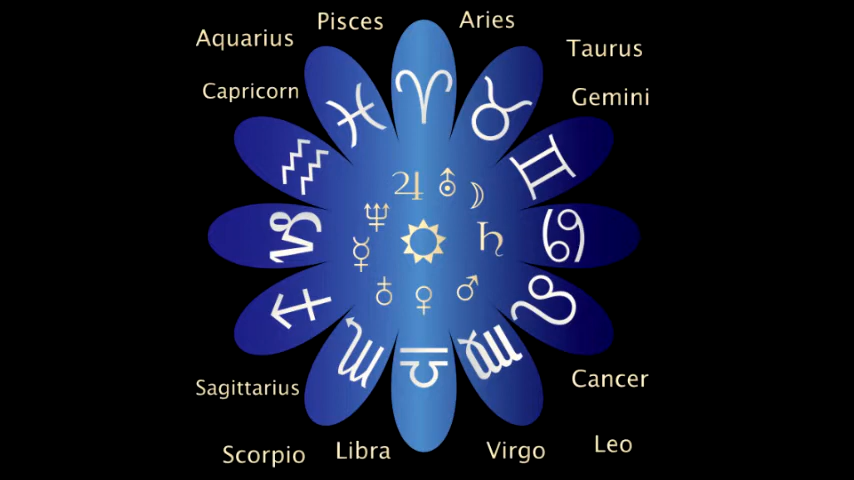 Pisces
Aries
Aquarius
Taurus
Capricorn
Gemini
Sagittarius
Cancer
Scorpio
Libra
Virgo
Leo